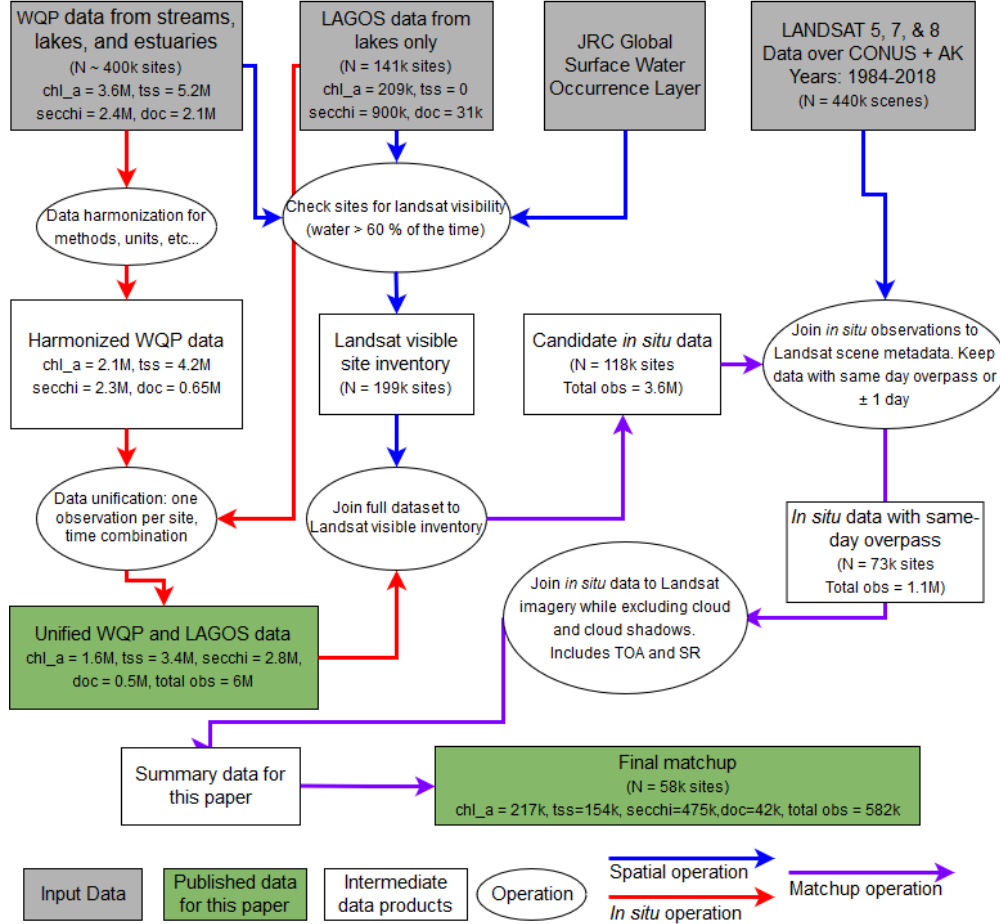 WQP data from streams,
lakes, and estuaries
(N ~ 400k sites)
chl_a = 3.6M, tss = 5.2M
secchi = 2.4M, doc = 2.1M
LAGOS data from
lakes only
(N = 141k sites)
chl_a = 209k, tss = 0
secchi = 900k, doc = 31k
JRC Global
Surface Water
Occurrence Layer
LANDSAT 5, 7, & 8
Data over CONUS + AK
Years: 1984-2018
(N = 440k scenes)
Data harmonization for
methods, units, etc...
Check sites for landsat visibility
(water > 60 % of the time)
Harmonized WQP data
chl_a = 2.1M, tss = 4.2M
secchi = 2.3M, doc = 0.65M
Landsat visible
site inventory
(N = 199k sites)
Candidate in situ data
(N = 118k sites
Total obs = 3.6M)
Join in situ observations to
Landsat scene metadata. Keep
data with same day overpass or
± 1 day
Data unification: one
observation per site,
time combination
Join full dataset to
Landsat visible inventory
In situ data with same-
day overpass
(N = 73k sites
Total obs = 1.1M)
Join in situ data to Landsat
imagery while excluding cloud
and cloud shadows.
Includes TOA and SR
Unified WQP and LAGOS data
chl_a = 1.6M, tss = 3.4M, secchi = 2.8M,
doc = 0.5M, total obs = 6M
Summary data for
this paper
Final matchup
(N = 58k sites)
chl_a = 217k, tss=154k, secchi=475k,doc=42k, total obs = 582k
Input Data
Published data
for this paper
Intermediate
data products
Operation
Spatial operation
In situ operation
Matchup operation